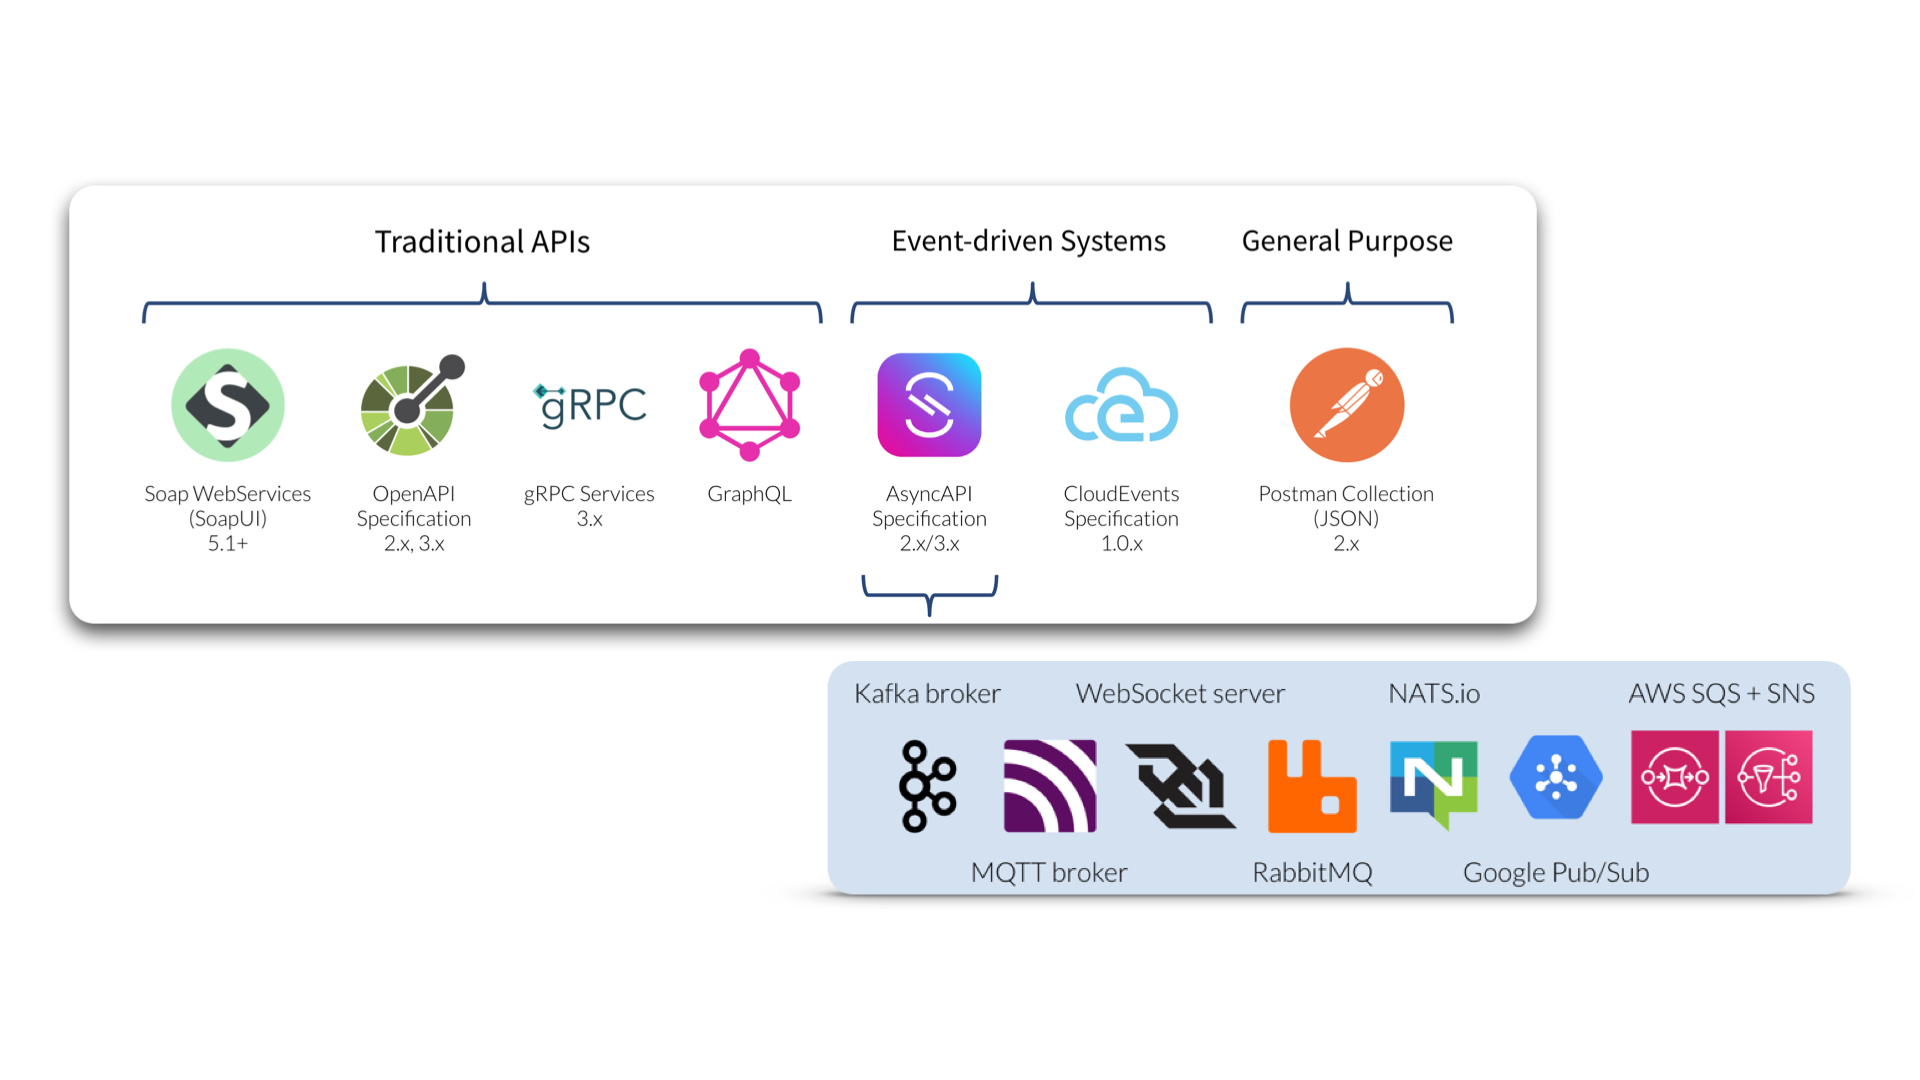 Traditional APIs
Event-driven Systems
General Purpose
gRPC
Soap WebServices
(SoapUI)
5.1+
OpenAPI
Specification
2.x, 3.x
gRPC Services
3.x
GraphQL
AsyncAPI
Specification
2.x/3.x
CloudEvents
Specification
1.0.x
Postman Collection
(JSON)
2.x
Kafka broker
WebSocket server
NATS.io
AWS SQS + SNS
N
MQTT broker
RabbitMQ
Google Pub/Sub